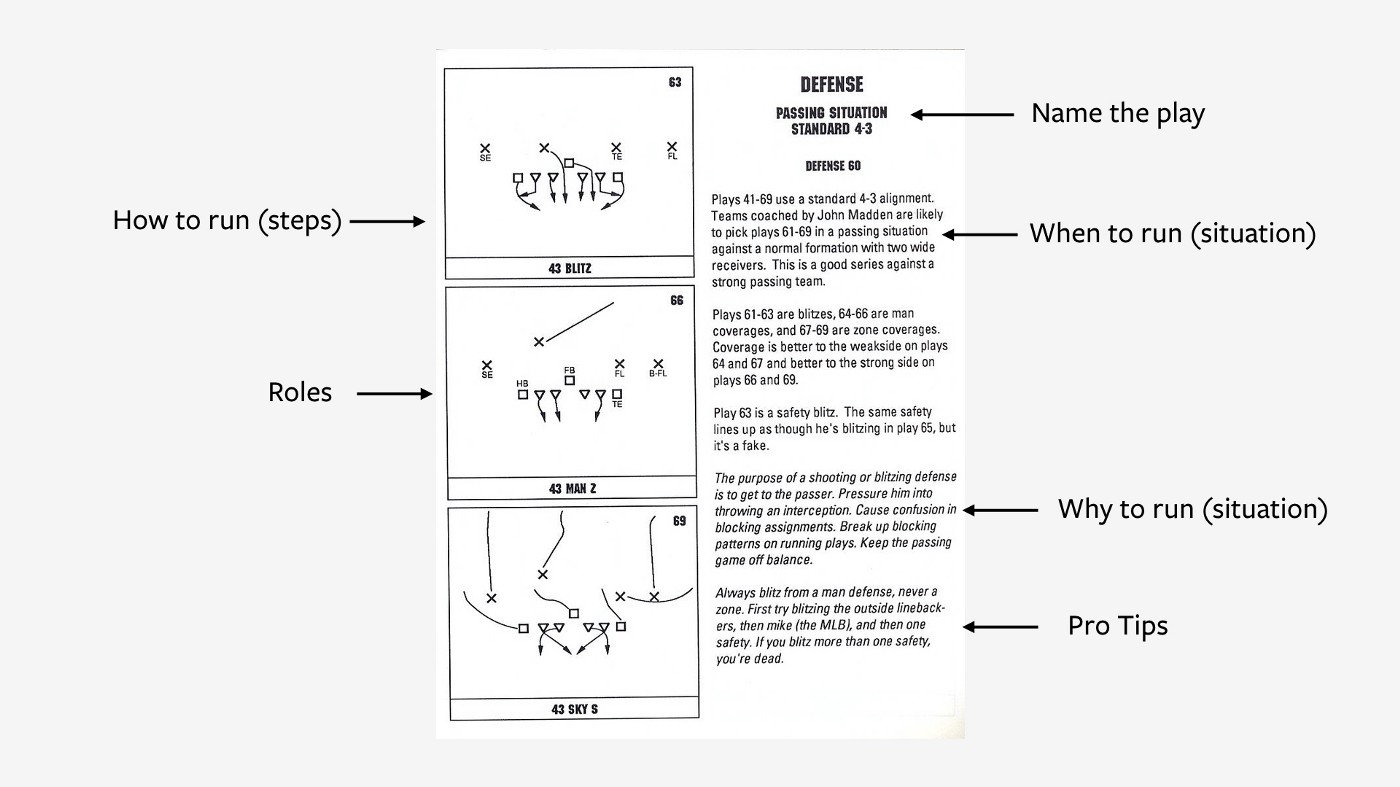 How to run (steps)
Roles
63
SE
TE
FL
43 BLITZ
66
SE
HB
FB
FL
TE
B-FL
43 MAN 2
69
43 SKY S
DEFENSE
PASSING SITUATION
STANDARD 4-3
DEFENSE 60
Plays 41-69 use a standard 4-3 alignment.
Teams coached by John Madden are likely
to pick plays 61-69 in a passing situation
against a normal formation with two wide
receivers. This is a good series against a
strong passing team.
Plays 61-63 are blitzes, 64-66 are man
coverages, and 67-69 are zone coverages.
Coverage is better to the weakside on plays
64 and 67 and better to the strong side on
plays 66 and 69.
Play 63 is a safety blitz. The same safety
lines up as though he's blitzing in play 65, but
it's a fake.
The purpose of a shooting or blitzing defense
is to get to the passer. Pressure him into
throwing an interception. Cause confusion in
blocking assignments. Break up blocking
patterns on running plays. Keep the passing
game off balance.
Always blitz from a man defense, never a
zone. First try blitzing the outside lineback-
ers, then mike (the MLB), and then one
safety. If you blitz more than one safety,
you're dead.
Name the play
When to run (situation)
Why to run (situation)
Pro Tips